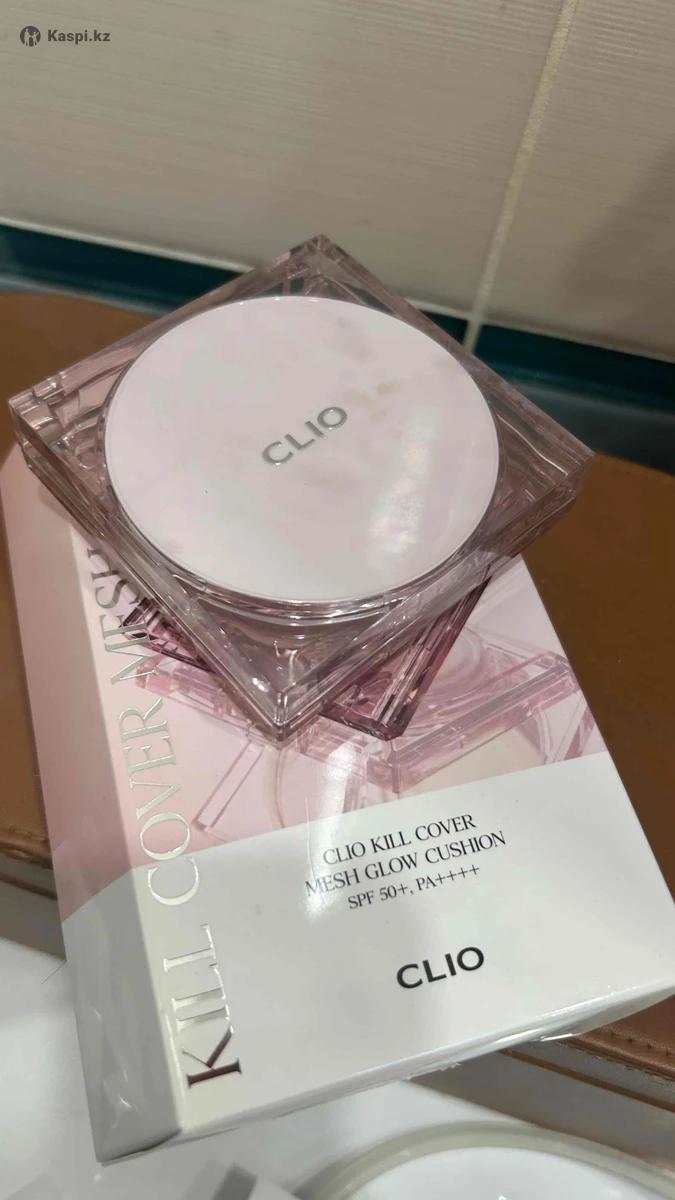 Kaspi.kz
CLIO
KILL COVER MESH
CLIO KILL COVER
MESH GLOW CUSHION
SPF 50+, PA++++
CLIO